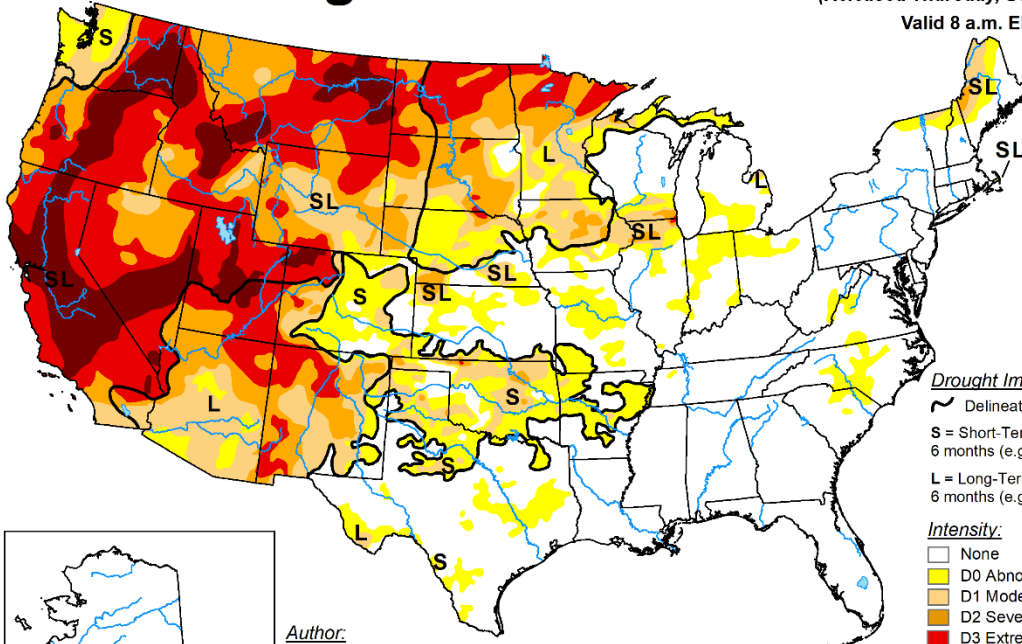 Valid 8 a.m.
S
SL
SL
L
L
SL
SL
SL
S
SL
SL
L
S
S
L
S
Drought Im
Delineat
S = Short-Ter
6 months (e.g
L = Long-Ter
6 months (e.g
Intensity:
None
D0 Abno
D1 Mode
D2 Seve
D3 Extre
Author: